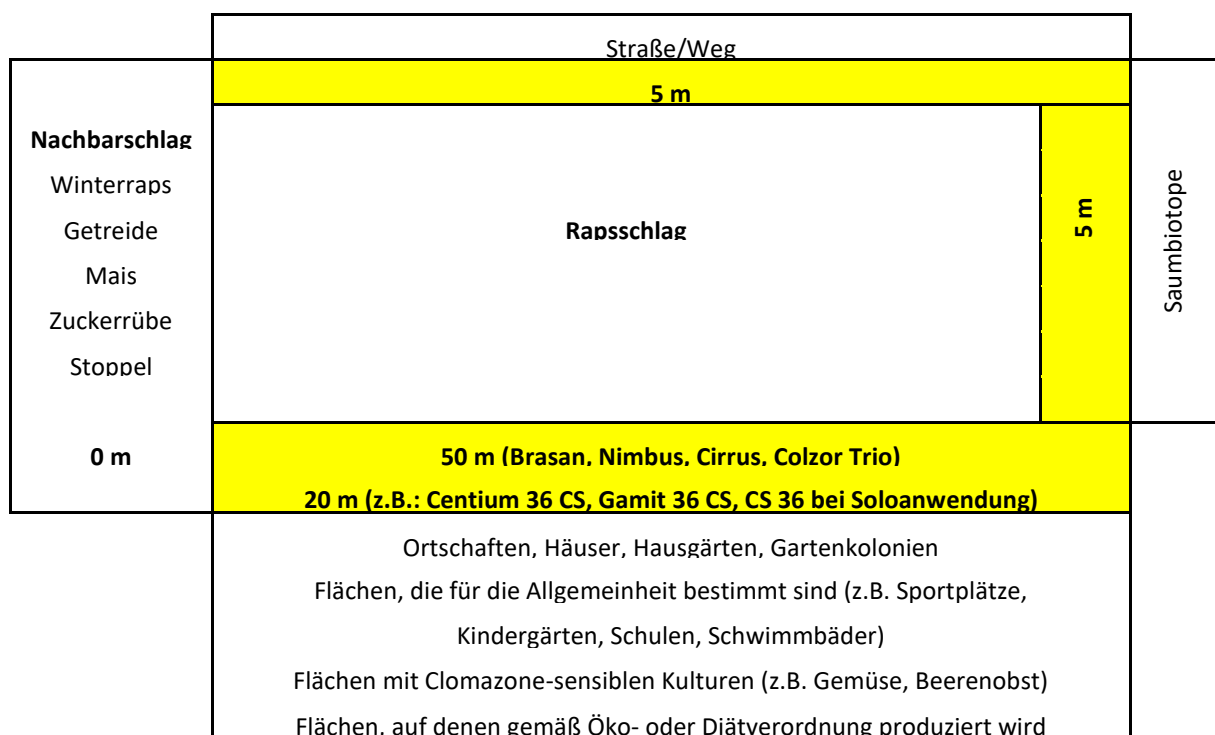 Straße/Weg
5 m
Nachbarschlag
Winterraps
Getreide
Mais
Zuckerrübe
Stoppel
0 m
Rapsschlag
5 m
Saumbiotope
50 m (Brasan, Nimbus, Cirrus, Colzor Trio)
20 m (z.B.: Centium 36 CS, Gamit 36 CS, CS 36 bei Soloanwendung)
Ortschaften, Häuser, Hausgärten, Gartenkolonien
Flächen, die für die Allgemeinheit bestimmt sind (z.B. Sportplätze,
Kindergärten, Schulen, Schwimmbäder)
Flächen mit Clomazone-sensiblen Kulturen (z.B. Gemüse, Beerenobst)
Flächen, auf denen gemäß Öko- oder Diätverordnung produziert wird